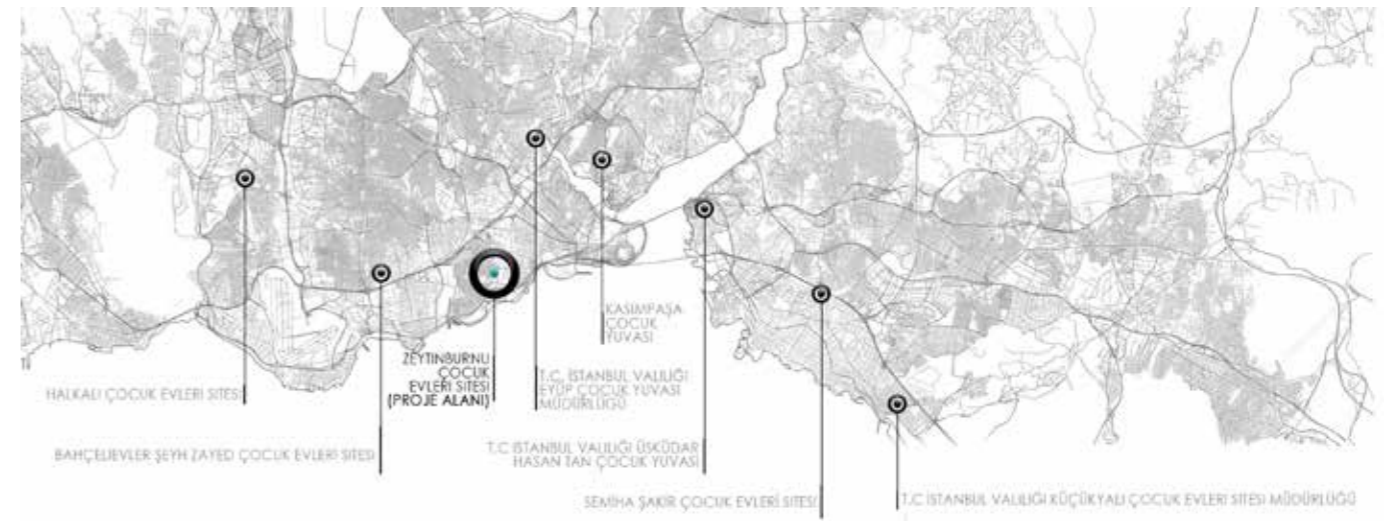 KASIMPAŞA
ÇOCUK
YUVASI
ZEYTİNBURNU
ÇOCUK
EVLERİ SİTESİ
(PROJE ALANI)
T.C. İSTANBUL VALİLİĞİ
EYÜP ÇOCUK YUVASI
MÜDÜRLÜĞÜ
HALKALI ÇOCUK EVLERİ SİTESİ
T.C İSTANBUL VALİLİĞİ ÜSKÜDAR
HASAN TAN ÇOCUK YUVASI
BAHÇELİEVLER ŞEYH ZAYED ÇOCUK EVLERİ SİTESİ
SEMİHA ŞAKİR ÇOCUK EVLERİ SİTESİ
T.C İSTANBUL VALİLİĞİ KÜÇÜKYALI ÇOCUK EVLERİ SİTESİ MÜDÜRLÜĞÜ